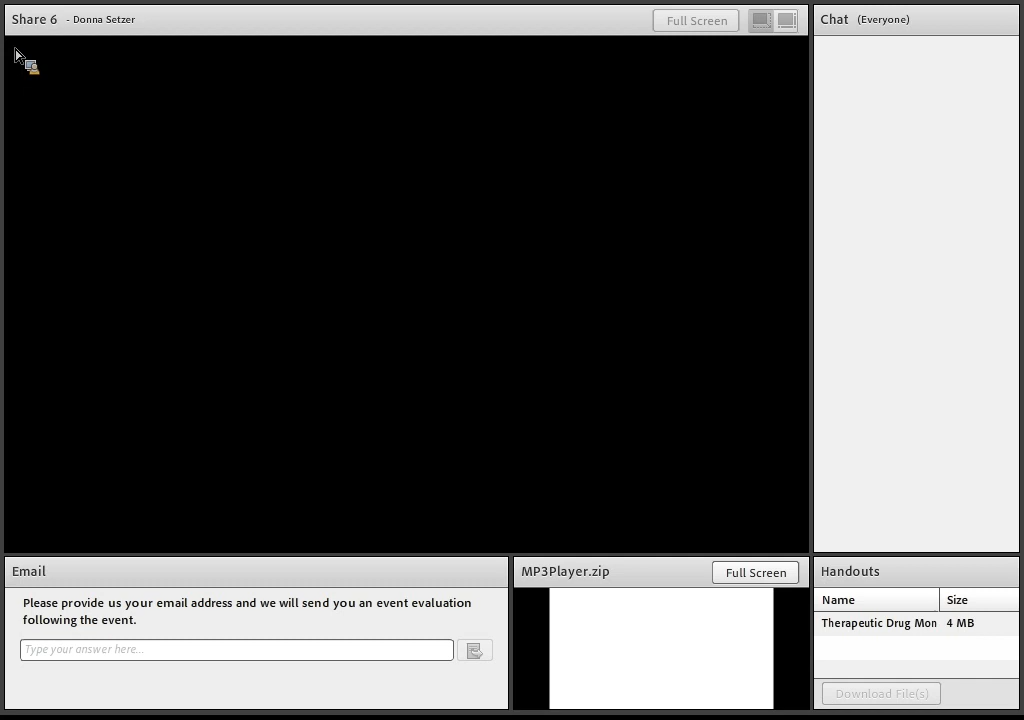 Share 6 - Donna Setzer
Full Screen
Chat (Everyone)
Email
Please provide us your email address and we will send you an event evaluation
following the event.
Type your answer here...
MP3Player.zip
Full Screen
Handouts
Name Size
Therapeutic Drug Mon 4 MB
Download File(s)